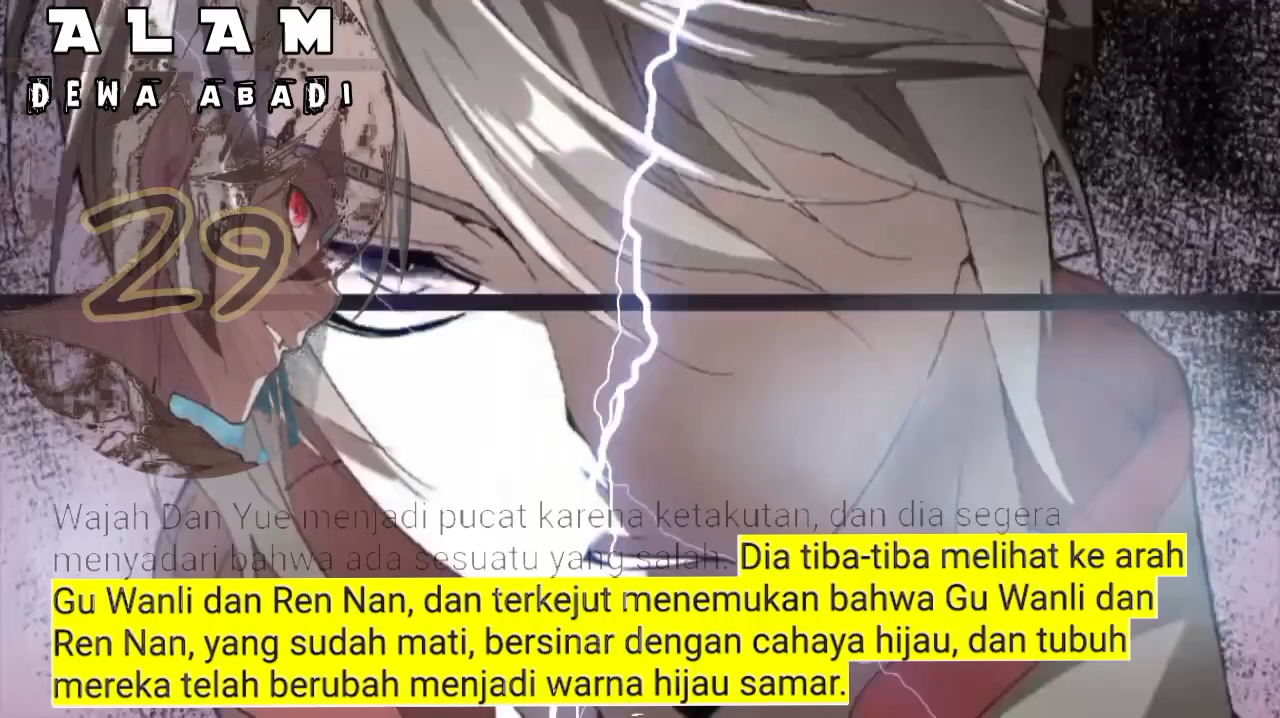 ALAM
DEWA ABADI
29
Wajah Dan Yue menjadi pucat karena ketakutan, dan dia segera
menyadari bahwa ada sesuatu yang salah. Dia tiba-tiba melihat ke arah
Gu Wanli dan Ren Nan, dan terkejut menemukan bahwa Gu Wanli dan
Ren Nan, yang sudah mati, bersinar dengan cahaya hijau, dan tubuh
mereka telah berubah menjadi warna hijau samar.